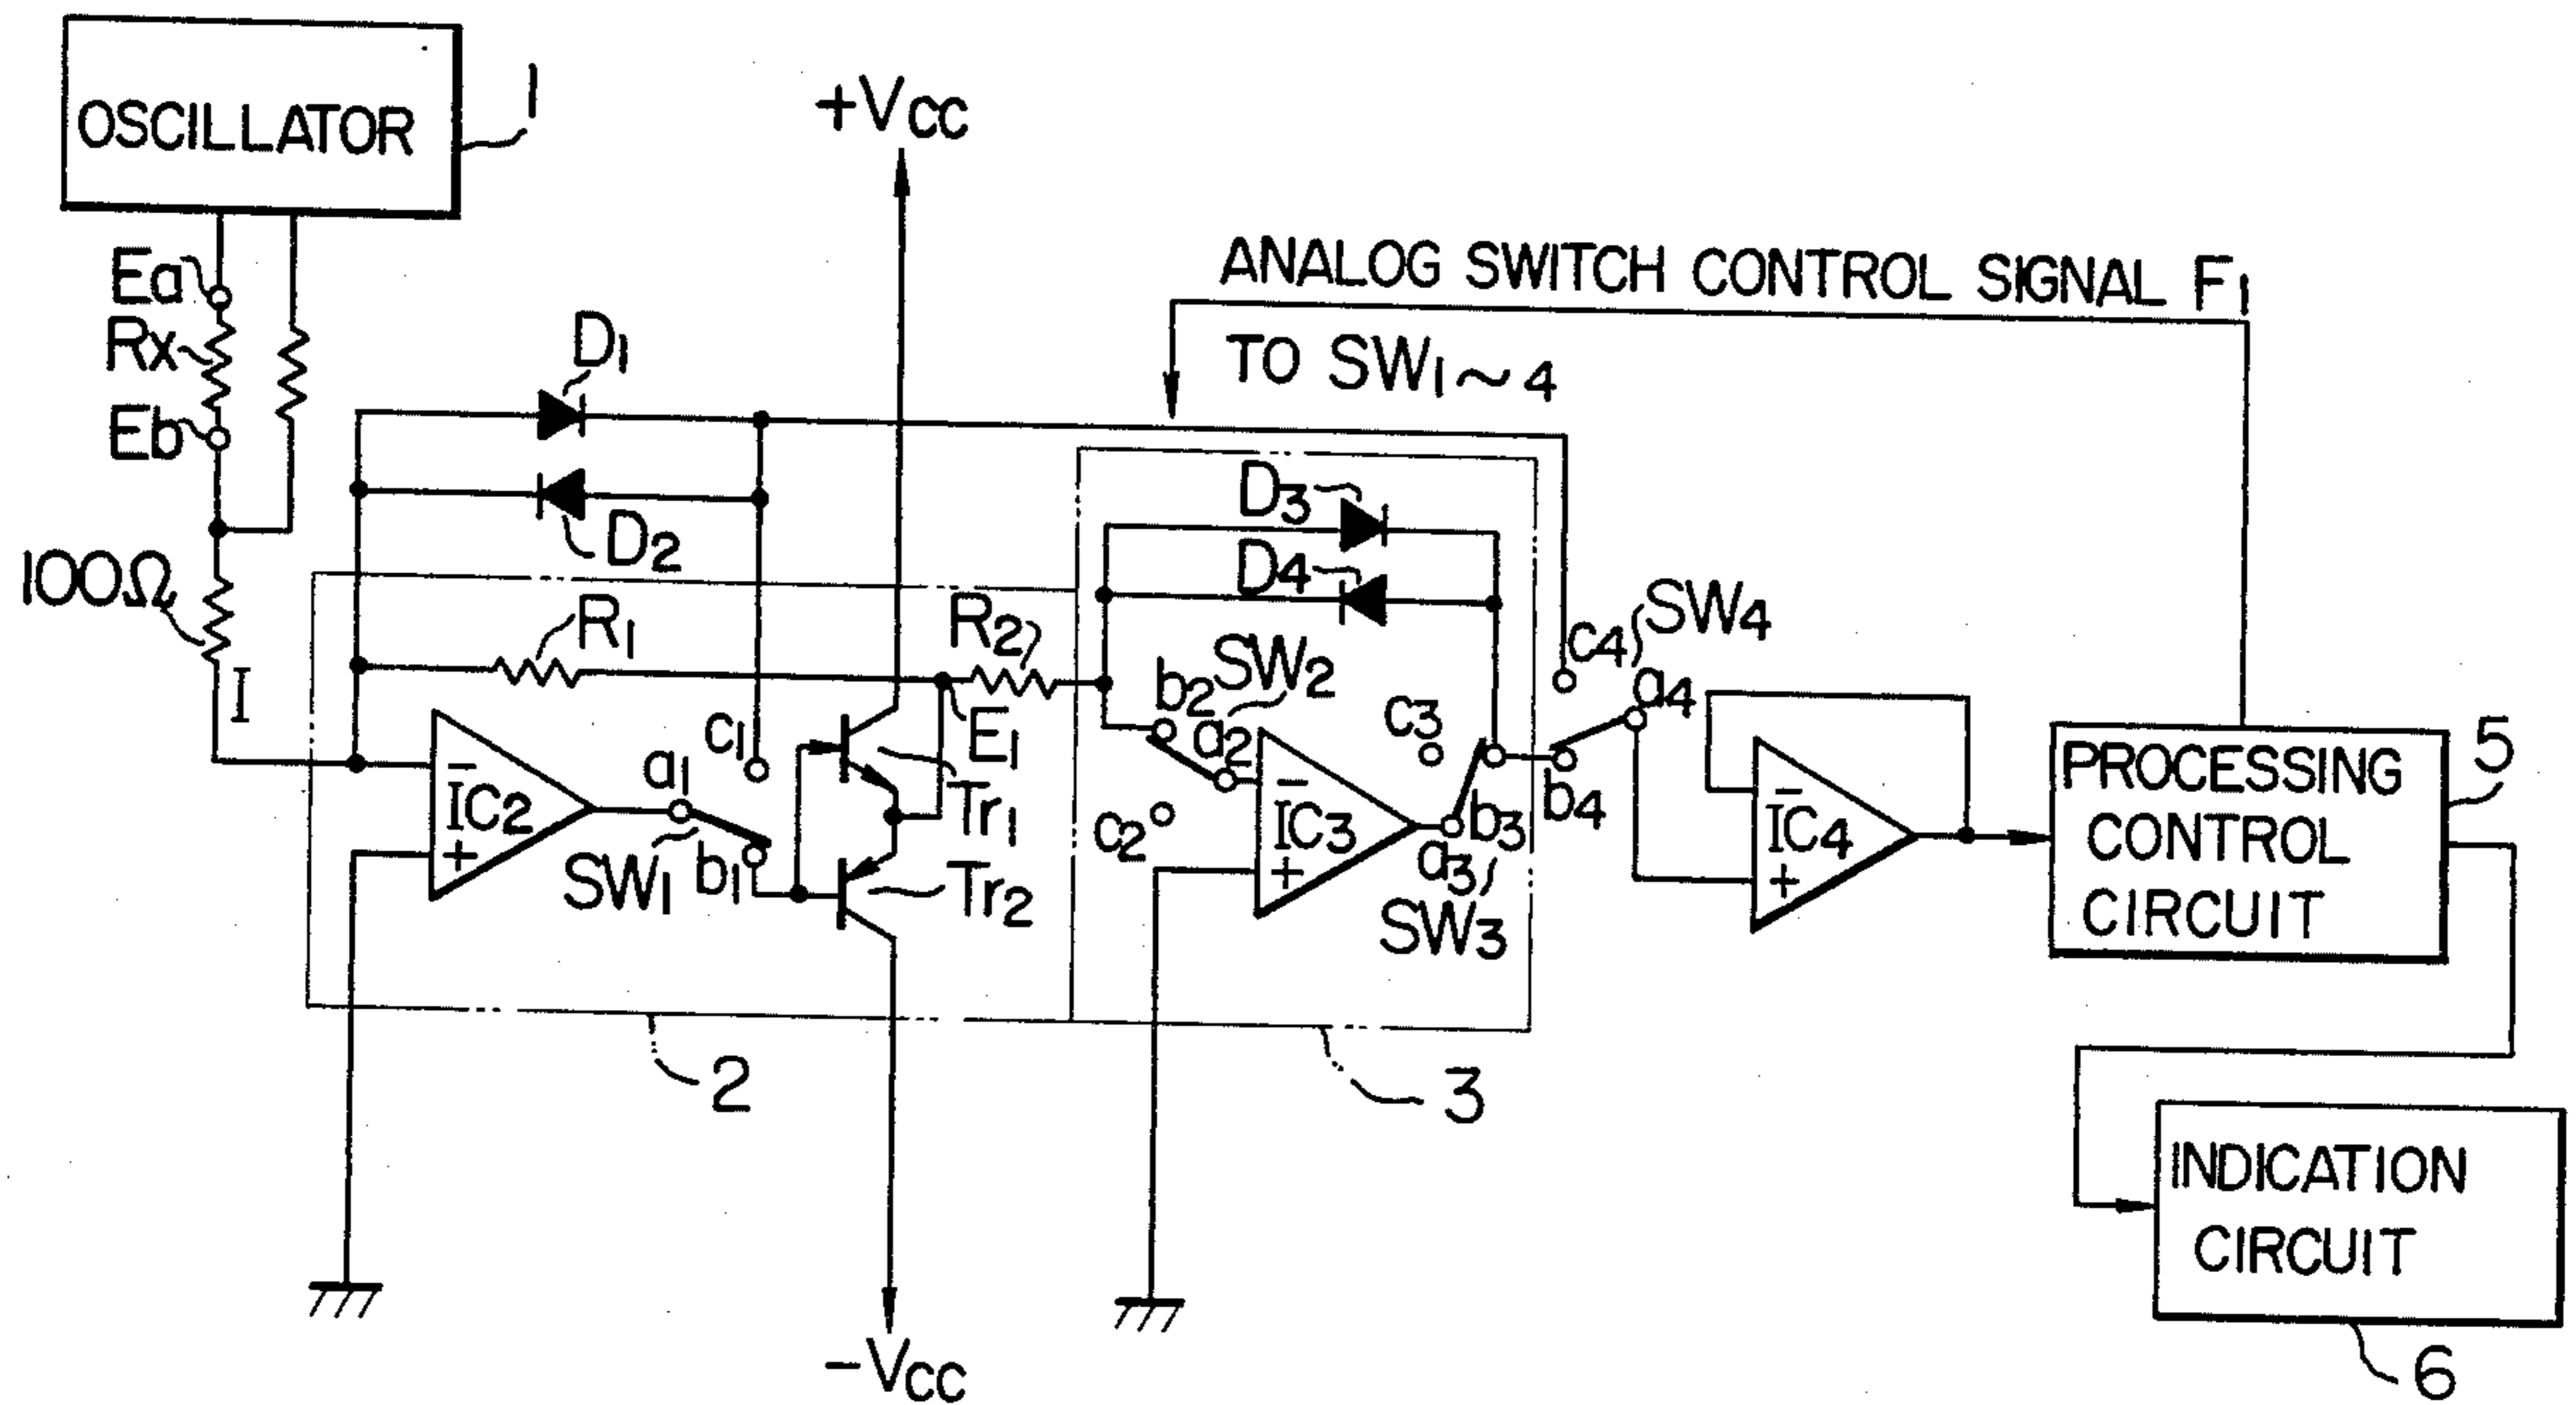 OSCILLATOR
1
+VCC
Ea
Rx
Eb
ANALOG SWITCH CONTROL SIGNAL F1
TO SW1~4
D1
D2
D3
D4
100Ω
I
R1
R2
E1
SW2
b2
a2
c2
c3
c4
SW4
a4
b4
a1
c1
b1
SW1
IC2
−
+
Tr1
Tr2
IC3
−
+
b3
a3
SW3
IC4
−
+
PROCESSING
CONTROL
CIRCUIT
5
2
3
INDICATION
CIRCUIT
6
−VCC